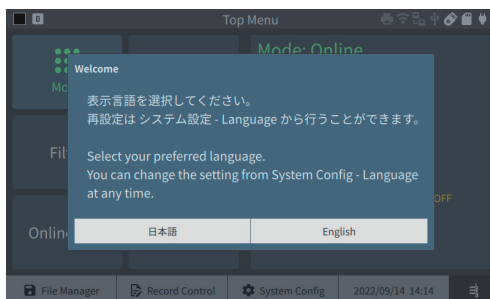 0
Top Menu
Mode: Online
Welcome
表示言語を選択してください。
再設定は システム設定 - Language から行うことができます。
Select your preferred language.
You can change the setting from System Config - Language
at any time.
OFF
日本語
English
File Manager
Record Control
System Config
2022/09/14 14:14